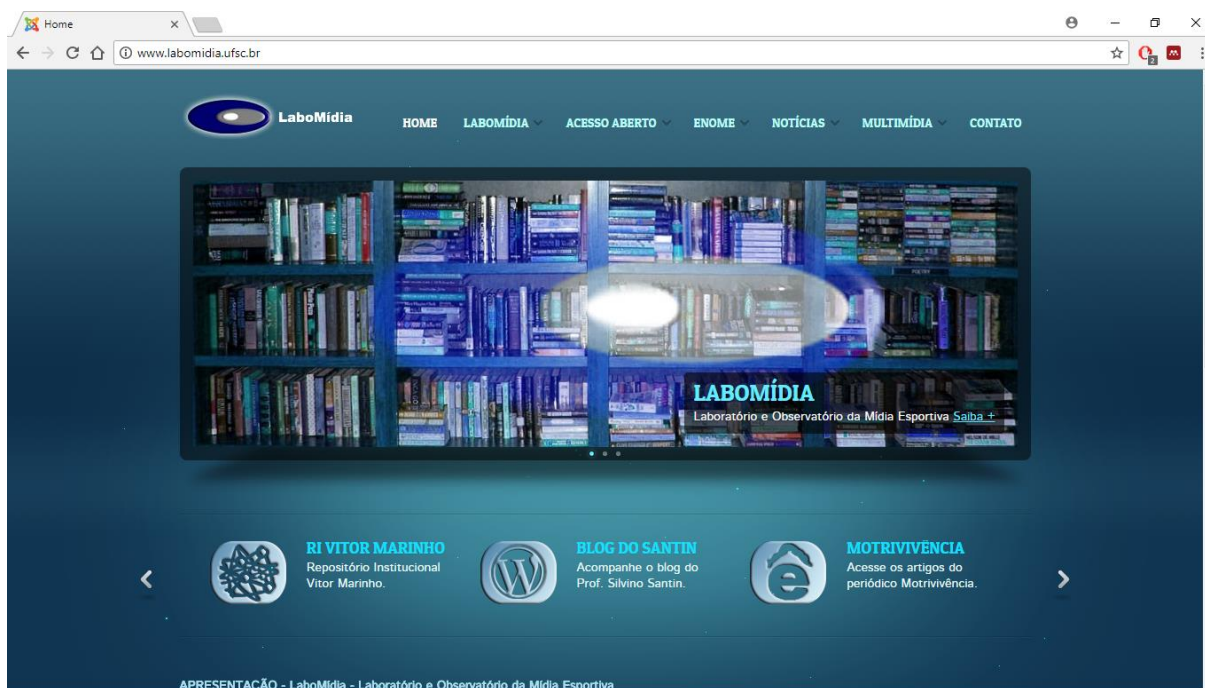 Home
www.labomidia.ufsc.br
2
LaboMídia
HOME LABOMÍDIA ACESSO ABERTO ENOME NOTÍCIAS MULTIMÍDIA CONTATO
POETRY
LABOMÍDIA
Laboratório e Observatório da Mídia Esportiva Saiba +
RI VITOR MARINHO
Repositório Institucional
Vitor Marinho.
BLOG DO SANTIN
Acompanhe o blog do
Prof. Silvino Santin.
MOTRIVIVÊNCIA
Acesse os artigos do
periódico Motrivivência.
APRESENTAÇÃO - LaboMídia - Laboratório e Observatório da Mídia Esportiva